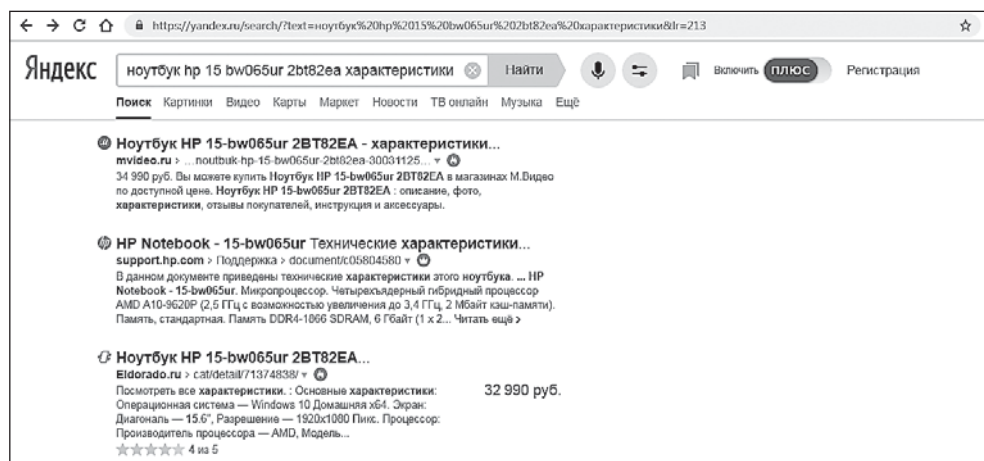 https://yandex.ru/search/?text=ноутбук%20hp%2015%20bw065ur%202bt82ea%20характеристики&lr=213
Яндекс ноутбук hp 15 bw065ur 2bt82ea характеристики Найти Включить ПЛЮС Регистрация
Поиск Картинки Видео Карты Маркет Новости ТВ онлайн Музыка Ещё
Ноутбук HP 15-bw065ur 2BT82EA - характеристики...
mvideo.ru › ...noutbuk-hp-15-bw065ur-2bt82ea-30031125...
34 990 руб. Вы можете купить Ноутбук HP 15-bw065ur 2BT82EA в магазинах М.Видео
по доступной цене. Ноутбук HP 15-bw065ur 2BT82EA : описание, фото,
характеристики, отзывы покупателей, инструкция и аксессуары.
HP Notebook - 15-bw065ur Технические характеристики...
support.hp.com › Поддержка › document/c05804580
В данном документе приведены технические характеристики этого ноутбука. ... HP
Notebook - 15-bw065ur. Микропроцессор. Четырехъядерный гибридный процессор
AMD A10-9620P (2,5 ГГц с возможностью увеличения до 3,4 ГГц, 2 Мбайт кэш-памяти).
Память, стандартная. Память DDR4-1866 SDRAM, 6 Гбайт (1 x 2... Читать ещё ›
Ноутбук HP 15-bw065ur 2BT82EA...
Eldorado.ru › cat/detail/71374838/
Посмотреть все характеристики. : Основные характеристики: 32 990 руб.
Операционная система — Windows 10 Домашняя x64. Экран:
Диагональ — 15.6", Разрешение — 1920x1080 Пикс. Процессор:
Производитель процессора — AMD, Модель...
4 из 5